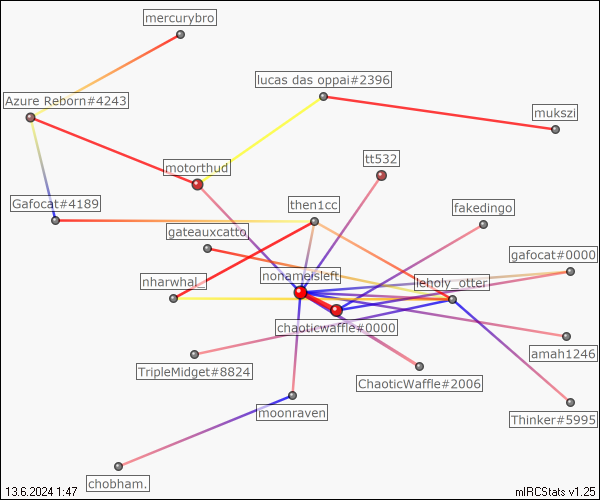 mercurybro
lucas das oppai#2396
Azure Reborn#4243
mukszi
motorthud
tt532
Gafocat#4189
then1cc
fakedingo
gateauxcatto
gafocat#0000
nonameisleft
nharwhal_
leholy_otter
chaoticwaffle#0000
amah1246
TripleMidget#8824
ChaoticWaffle#2006
moonraven
Thinker#5995
chobham.
13.6.2024 1:47
mIRCStats v1.25